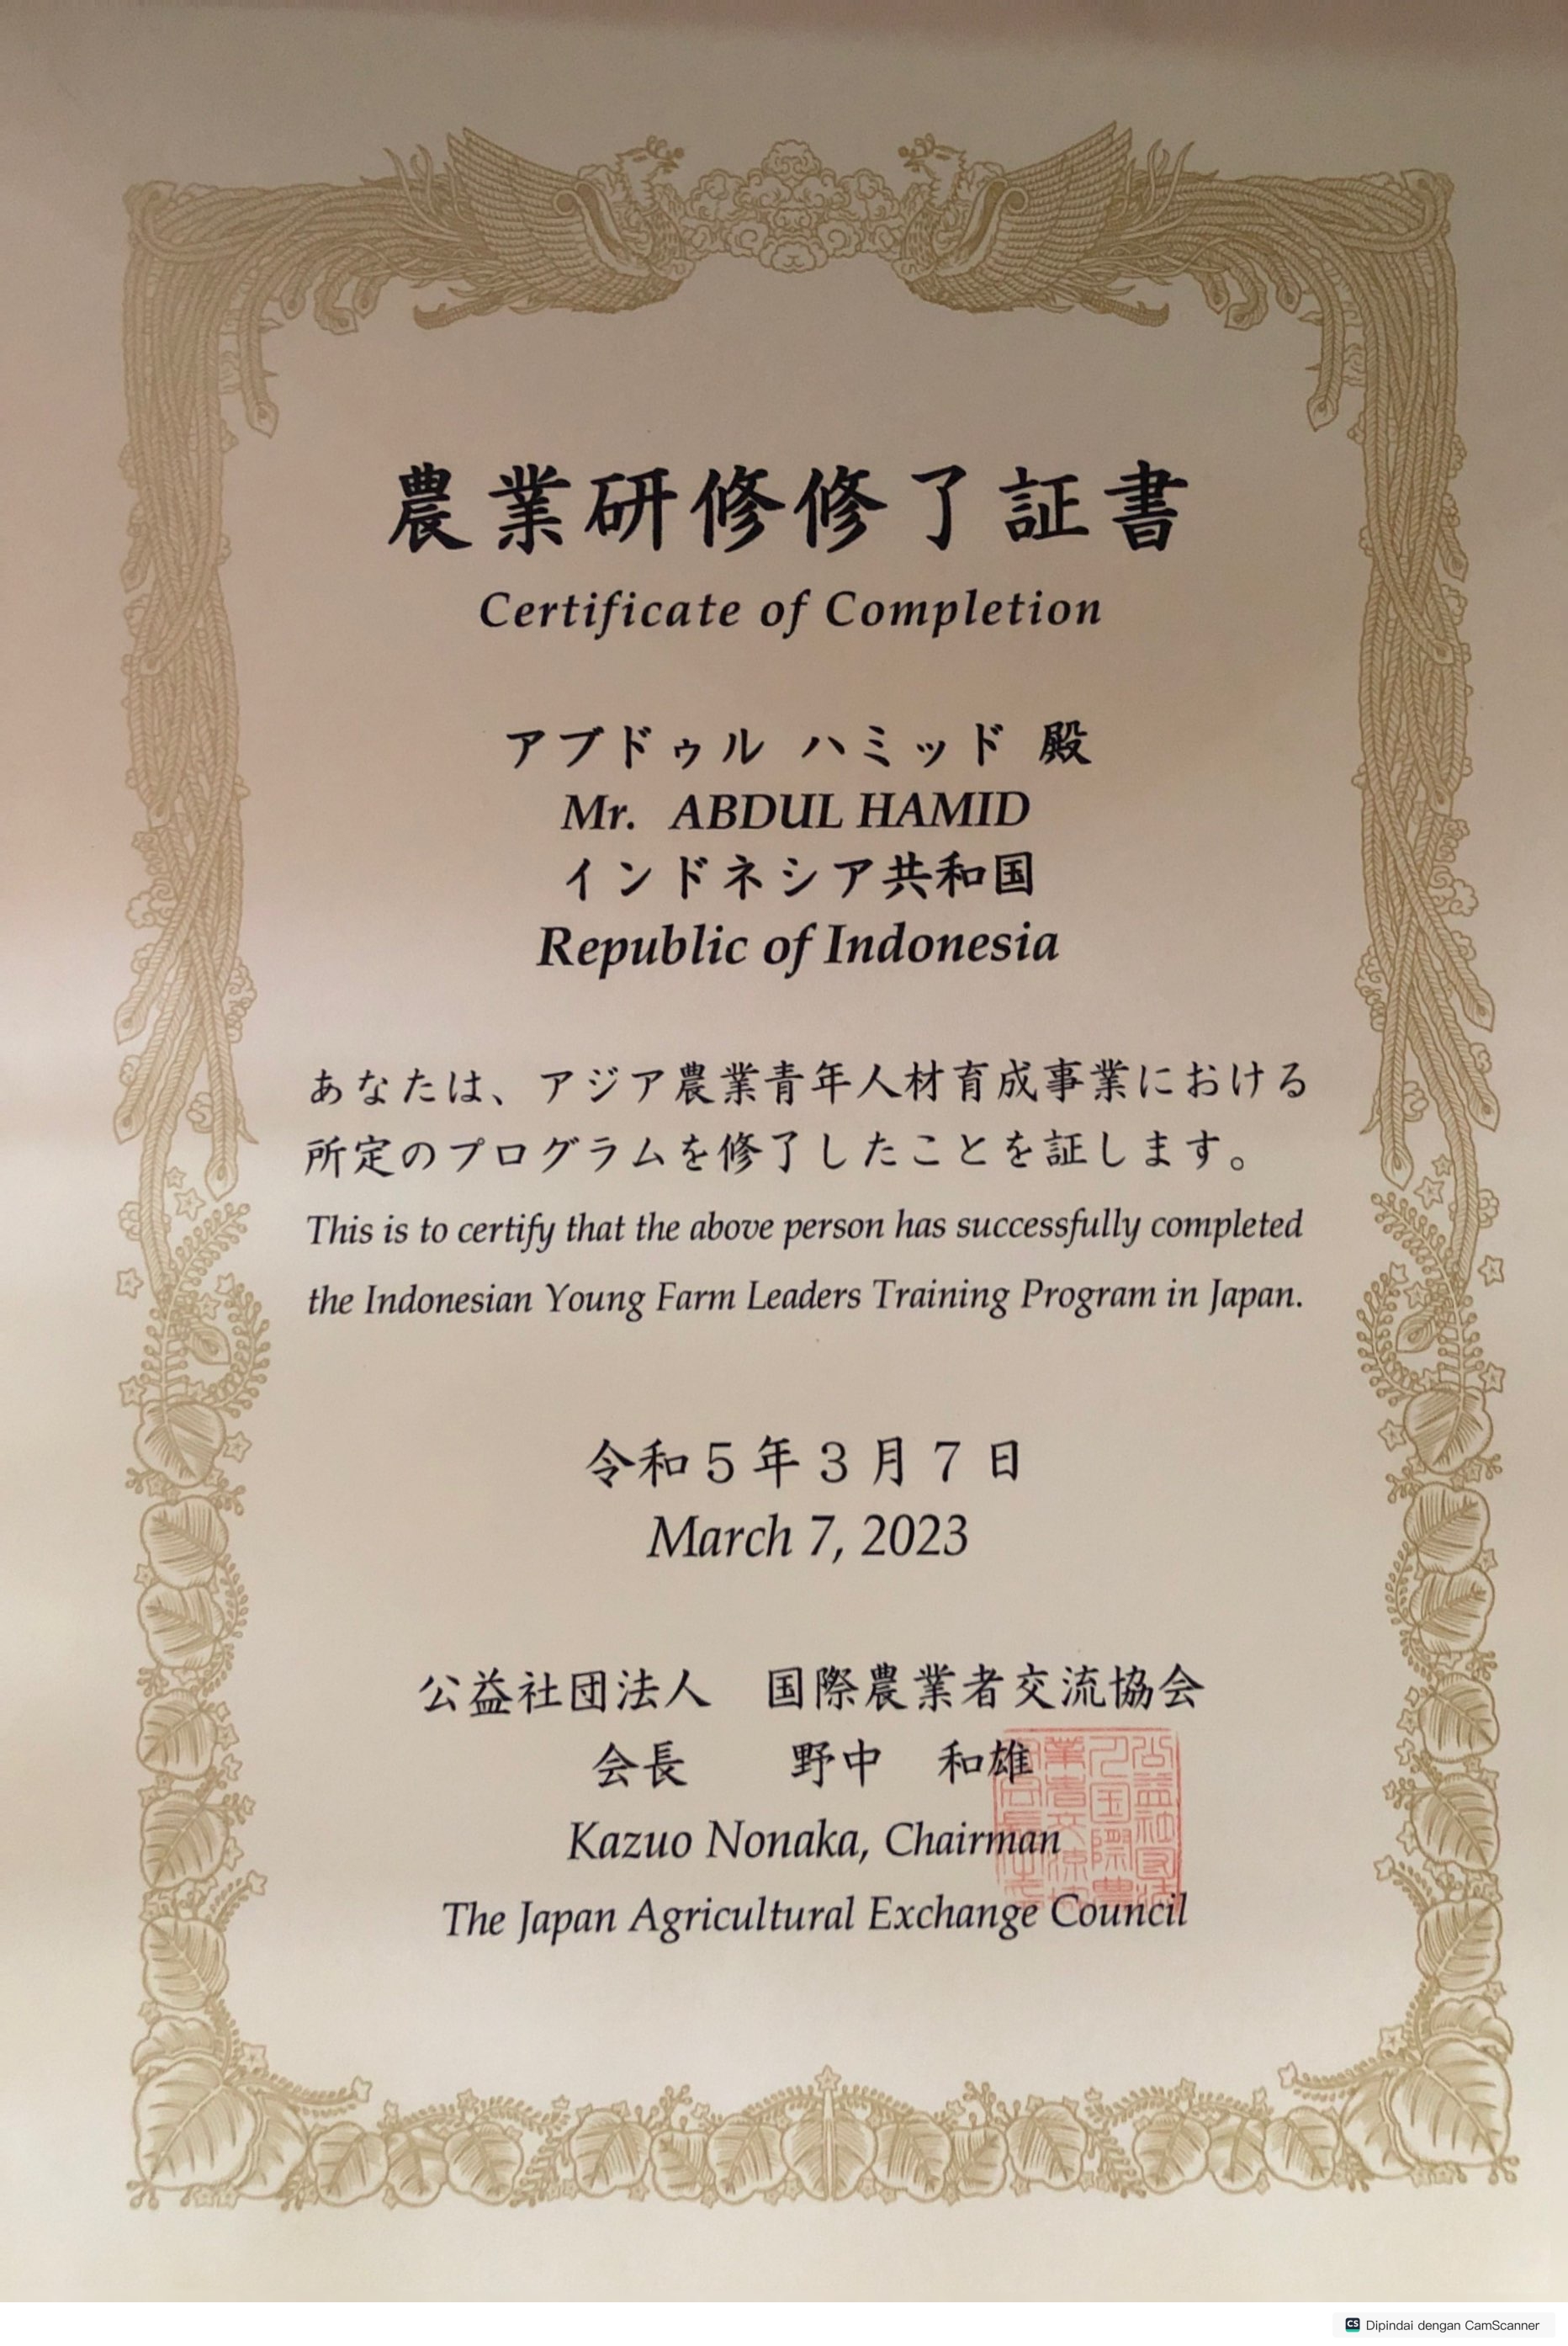 農業研修修了証書
Certificate of Completion
アブドゥル ハミッド 殿
Mr. ABDUL HAMID
インドネシア共和国
Republic of Indonesia
あなたは、アジア農業青年人材育成事業における
所定のプログラムを修了したことを証します。
This is to certify that the above person has successfully completed
the Indonesian Young Farm Leaders Training Program in Japan.
令和５年３月７日
March 7, 2023
公益社団法人　国際農業者交流協会
会長　　野中　和雄
Kazuo Nonaka, Chairman
The Japan Agricultural Exchange Council
CS Dipindai dengan CamScanner